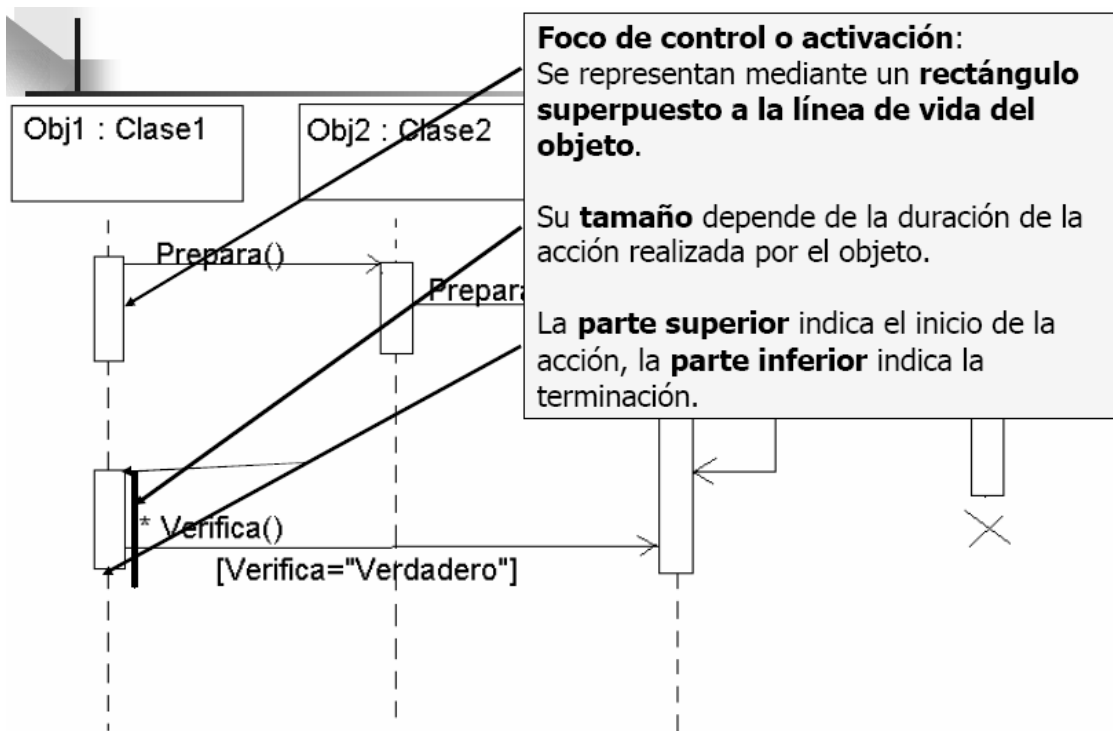 Foco de control o activación:
Se representan mediante un rectángulo
superpuesto a la línea de vida del
objeto.
Su tamaño depende de la duración de la
acción realizada por el objeto.
La parte superior indica el inicio de la
acción, la parte inferior indica la
terminación.
Obj1 : Clase1
Obj2 : Clase2
Prepara()
Prepara
* Verifica()
[Verifica="Verdadero"]